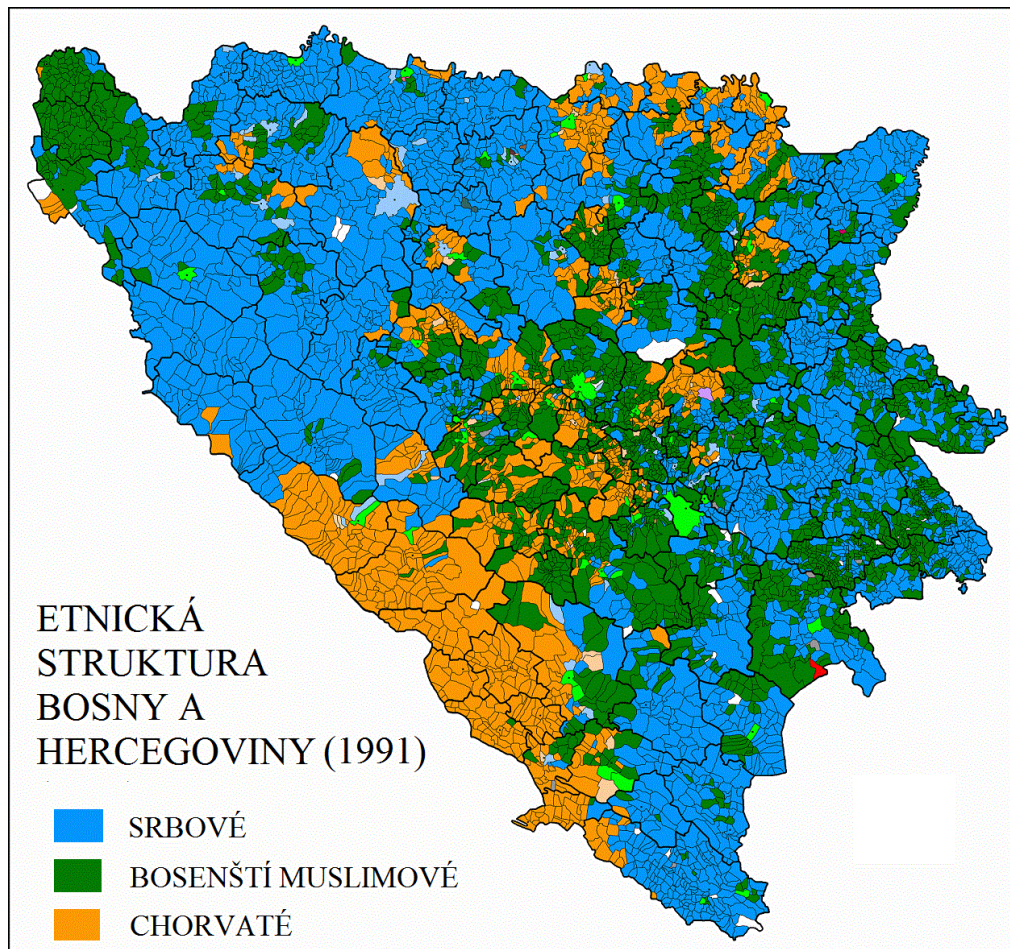 ETNICKÁ
STRUKTURA
BOSNY A
HERCEGOVINY (1991)
SRBOVÉ
BOSENŠTÍ MUSLIMOVÉ
CHORVATÉ